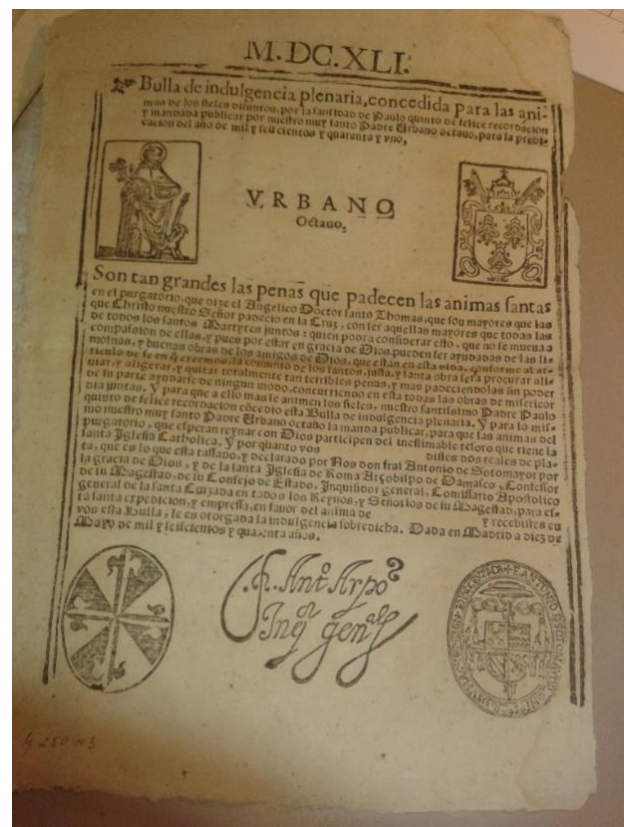 M.DC.XLI.
Bulla de indulgencia plenaria, concedida para las ani-
mas de los fieles difuntos, por la santidad de Paulo quinto de felice recordacion
y mandada publicar por nuestro muy santo Padre Urbano octauo, para la predi-
cacion del año de mil y seiscientos y quarenta y vno.
VRBANO
Octauo.
Son tan grandes las penas que padecen las animas santas
en el purgatorio, que dize el Angelico Doctor santo Thomas, que son mayores que las
que Christo nuestro Señor padecio en la Cruz, con ser aquellas mayores que todas las
de todos los santos Martyres juntos: quien podra considerar esto, que no se mueua a
compassion de ellas, y pues por estar en gracia de Dios pueden ser ayudadas de las li-
mosnas, y buenas obras de los amigos de Dios, que estan en esta vida, conforme al ar-
ticulo de fe en q̃ creemos, la comunió de los santos, justa, y santa obra sera procurar ali-
uiar, y aligerar, y quitar totalmente tan terribles penas, y mas padeciendolas sin poder
de su parte ayudarse de ningun modo, concurriendo en esta todas las obras de misericor
dia juntas. Y para que a ello mas se animen los fieles, nuestro santissimo Padre Paulo
quinto de felice recordacion cōcedio esta Bulla de indulgencia plenaria. Y para lo mis-
mo nuestro muy santo Padre Urbano octauo la manda publicar, para que las animas del
purgatorio, que esperan reynar con Dios participen del inestimable tesoro que tiene la
santa Iglesia Catholica. Y por quanto vos distes dos reales de pla-
ta, que es lo que esta tassado, y declarado por Nos don frai Antonio de Sotomayor por
la gracia de Dios, y de la santa Iglesia de Roma Arçobispo de Damasco, Confessor
de su Magestad, de su Consejo de Estado, Inquisidor general, Comissario Apostolico
general de la santa Cruzada en todos los Reynos, y Señorios de su Magestad, para es-
ta santa expedicion, y empressa, en fauor del anima de y recebistes en
vos esta Bulla, le es otorgada la indulgencia sobredicha. Dada en Madrid a diez de
Mayo de mil y seiscientos y quarenta años.
F. Ant. Arpo
Inq.r genl